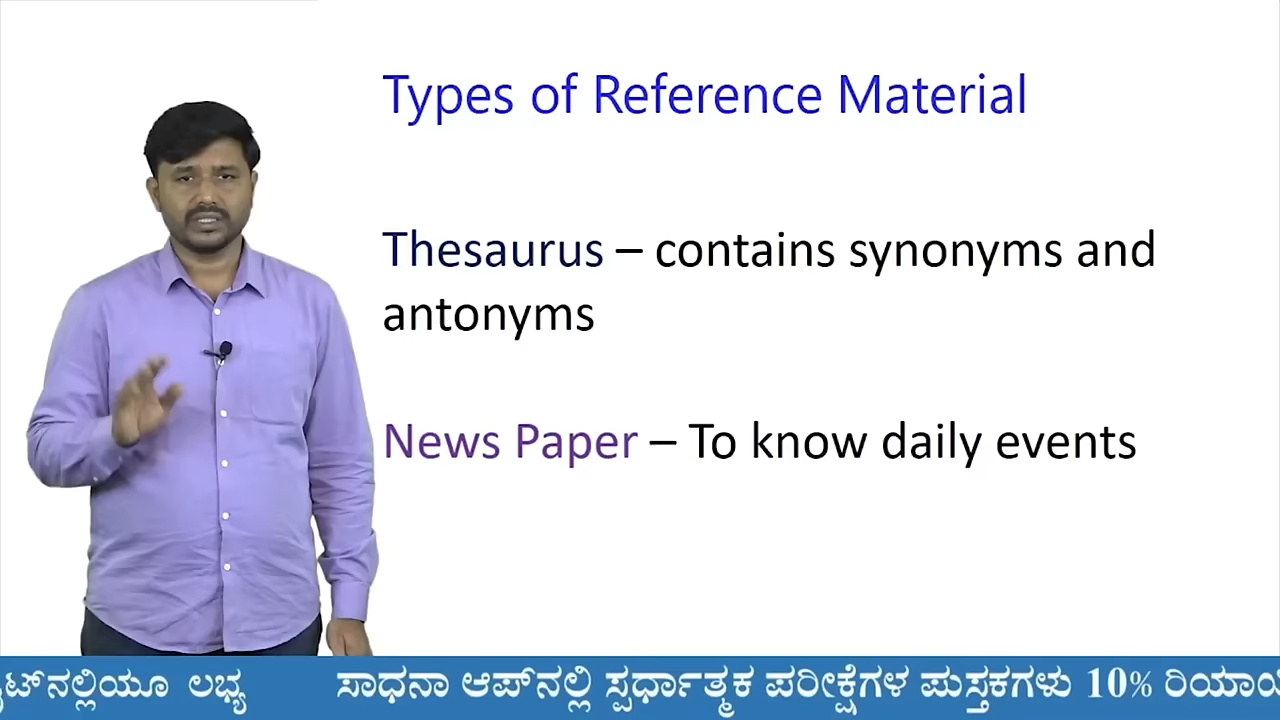 Types of Reference Material
Thesaurus – contains synonyms and
antonyms
News Paper – To know daily events
ಲಭ್ಯ ಸಾಧನಾ ಆಪ್‌ನಲ್ಲಿ ಸ್ಪರ್ಧಾತ್ಮಕ ಪರೀಕ್ಷೆಗಳ ಪುಸ್ತಕಗಳು 10%